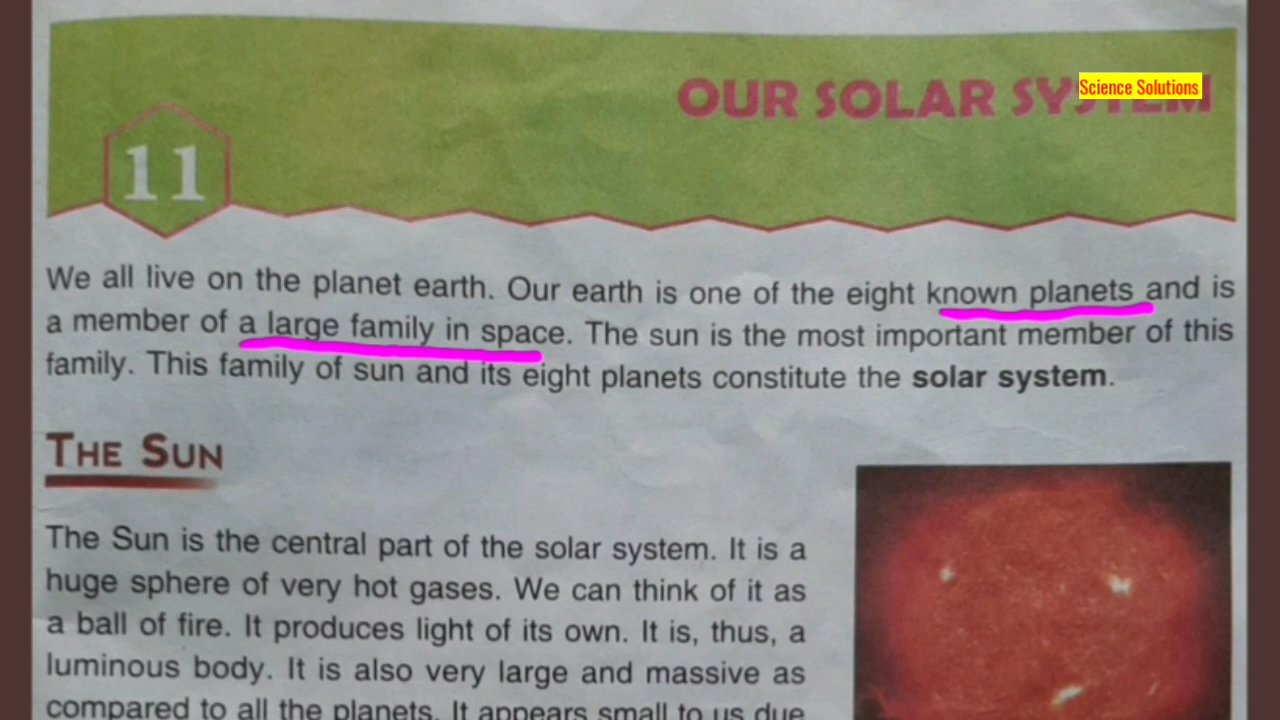 OUR SOLAR SYSTEM
Science Solutions
11
We all live on the planet earth. Our earth is one of the eight known planets and is
a member of a large family in space. The sun is the most important member of this
family. This family of sun and its eight planets constitute the solar system.
THE SUN
The Sun is the central part of the solar system. It is a
huge sphere of very hot gases. We can think of it as
a ball of fire. It produces light of its own. It is, thus, a
luminous body. It is also very large and massive as
compared to all the planets. It appears small to us due